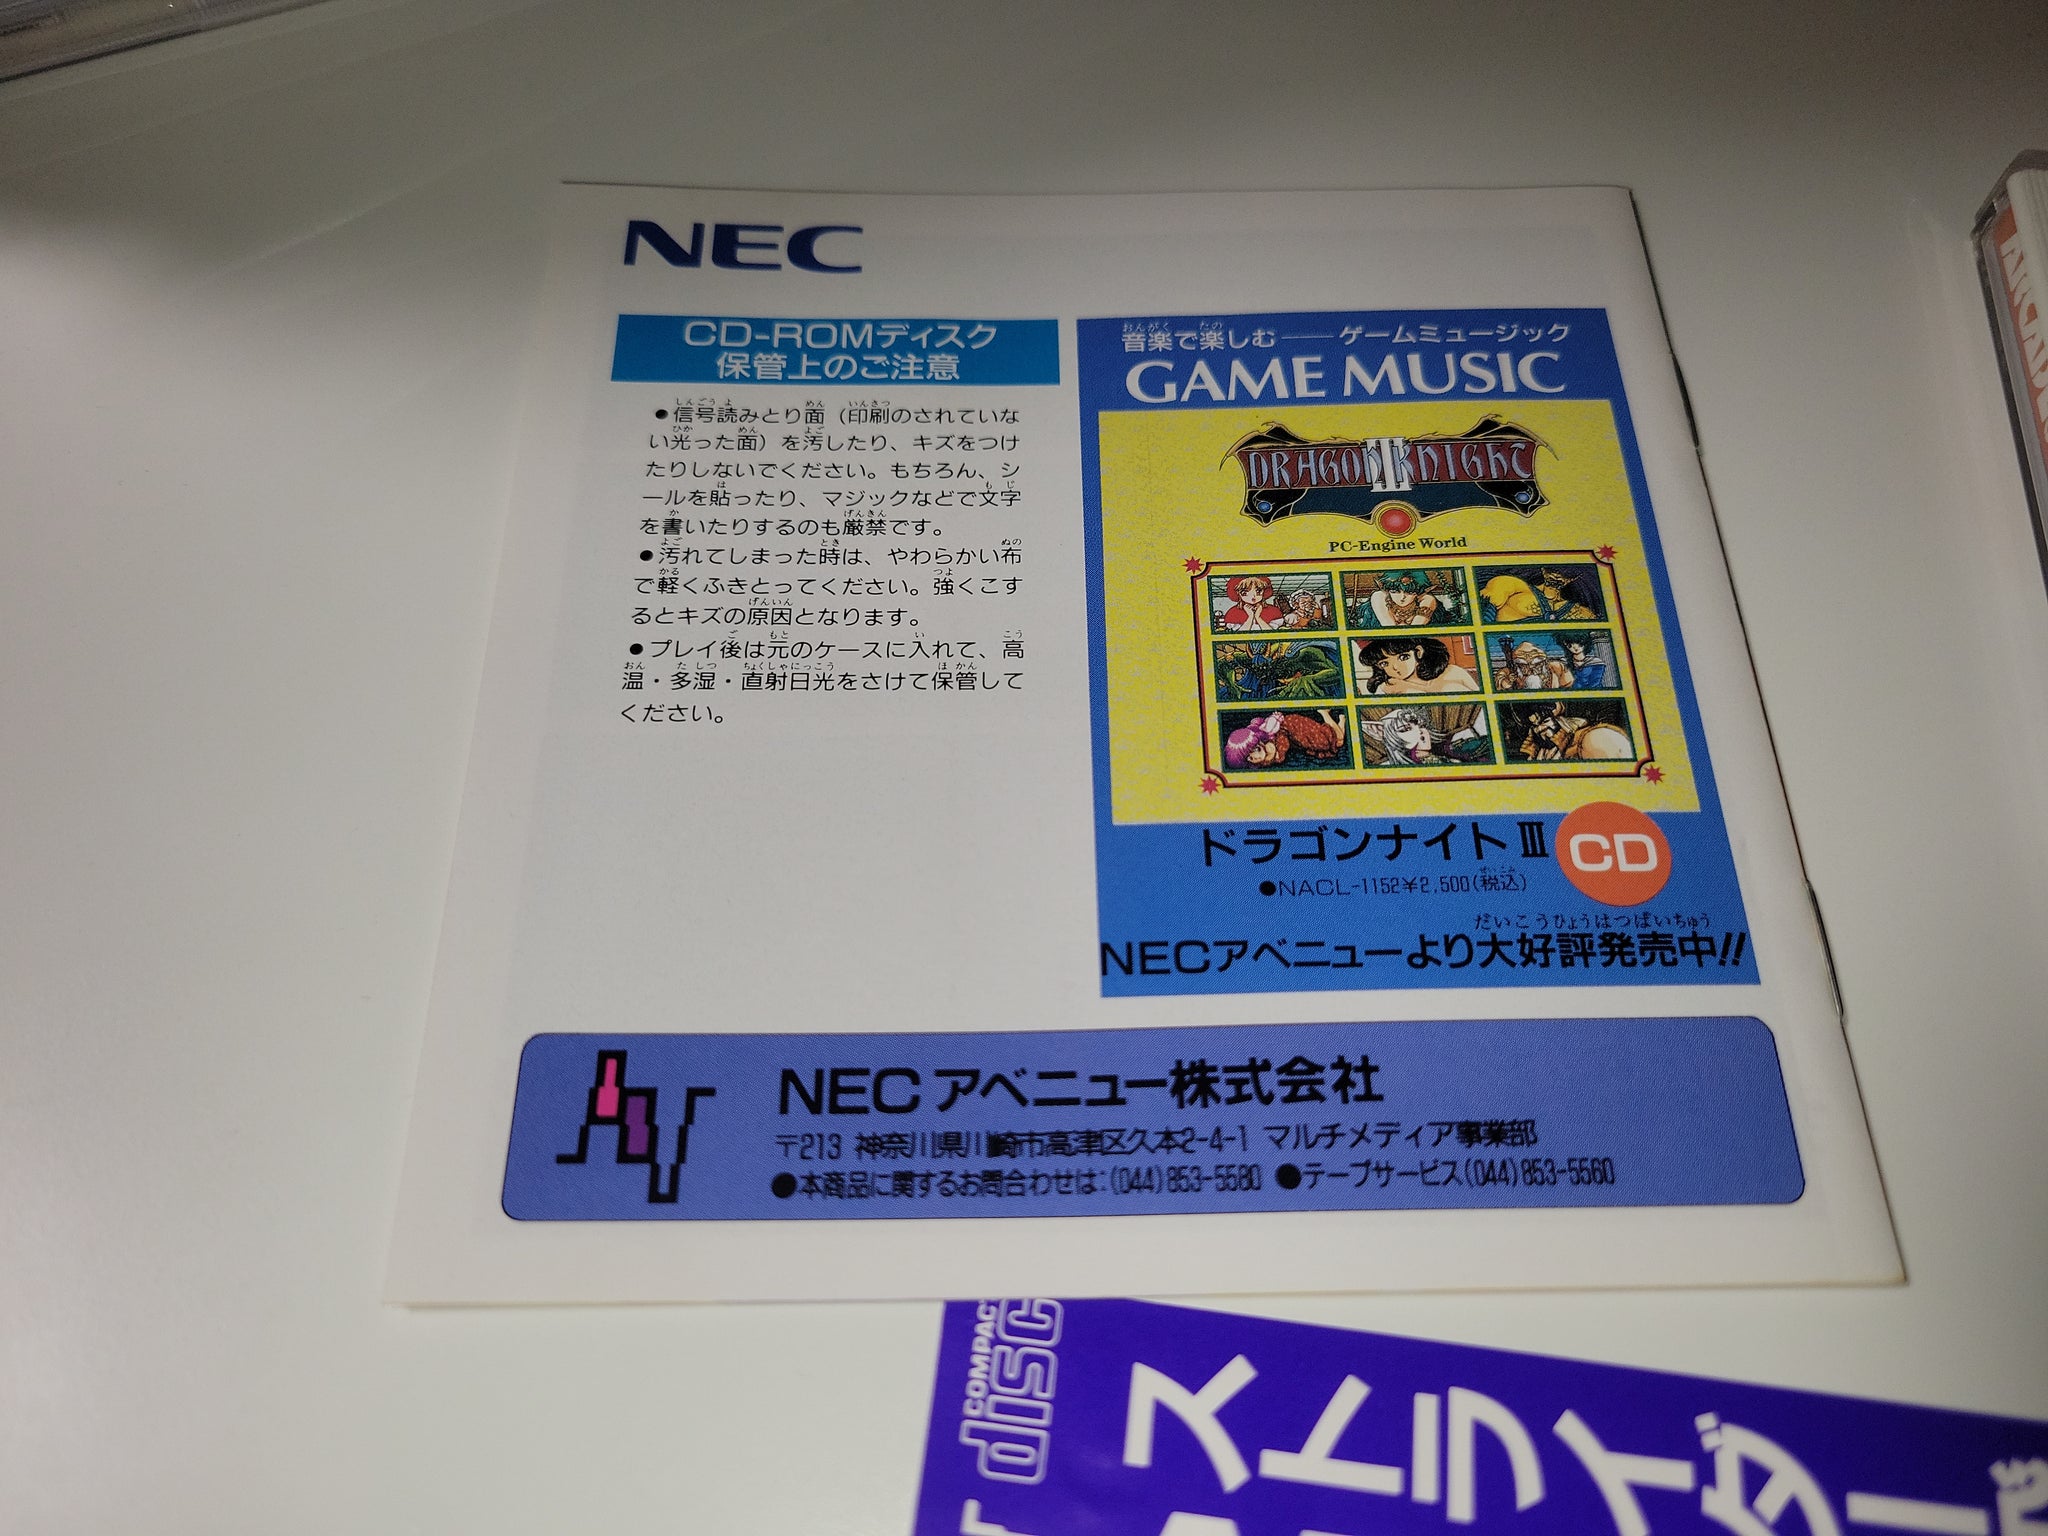 NEC
CD-ROMディスク
保管上のご注意
●信号読みとり面（印刷のされていな
い光った面）を汚したり、キズをつけ
たりしないでください。もちろん、シ
ールを貼ったり、マジックなどで文字
を書いたりするのも厳禁です。
●汚れてしまった時は、やわらかい布
で軽くふきとってください。強くこす
るとキズの原因となります。
●プレイ後は元のケースに入れて、高
温・多湿・直射日光をさけて保管して
ください。
音楽で楽しむ──ゲームミュージック
GAME MUSIC
DRAGON KNIGHT III
PC-Engine World
ドラゴンナイトⅢ
CD
●NACL-1152¥2,500(税込)
NECアベニューより大好評発売中!!
NECアベニュー株式会社
〒213 神奈川県川崎市高津区久本2-4-1 マルチメディア事業部
●本商品に関するお問合わせは:(044)853-5580 ●テープサービス(044)853-5560
COMPACT
disc
ストライダー